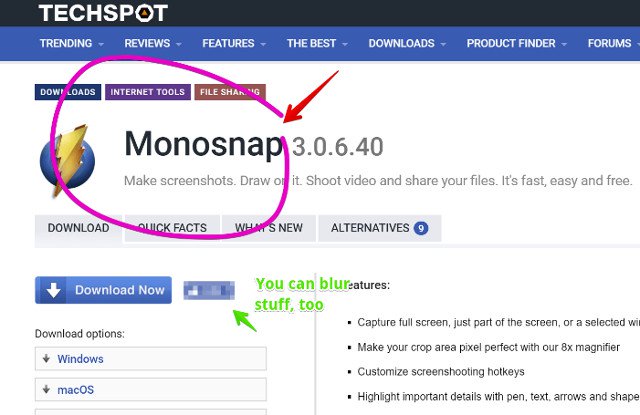 TECHSPOT
TRENDING REVIEWS FEATURES THE BEST DOWNLOADS PRODUCT FINDER FORUMS
DOWNLOADS INTERNET TOOLS FILE SHARING
Monosnap 3.0.6.40
Make screenshots. Draw on it. Shoot video and share your files. It's fast, easy and free.
DOWNLOAD QUICK FACTS WHAT'S NEW ALTERNATIVES 9
Download Now
You can blur
stuff, too
eatures:
Download options:
Windows
macOS
Capture full screen, just part of the screen, or a selected wi
Make your crop area pixel perfect with our 8x magnifier
Customize screenshooting hotkeys
Highlight important details with pen, text, arrows and shape